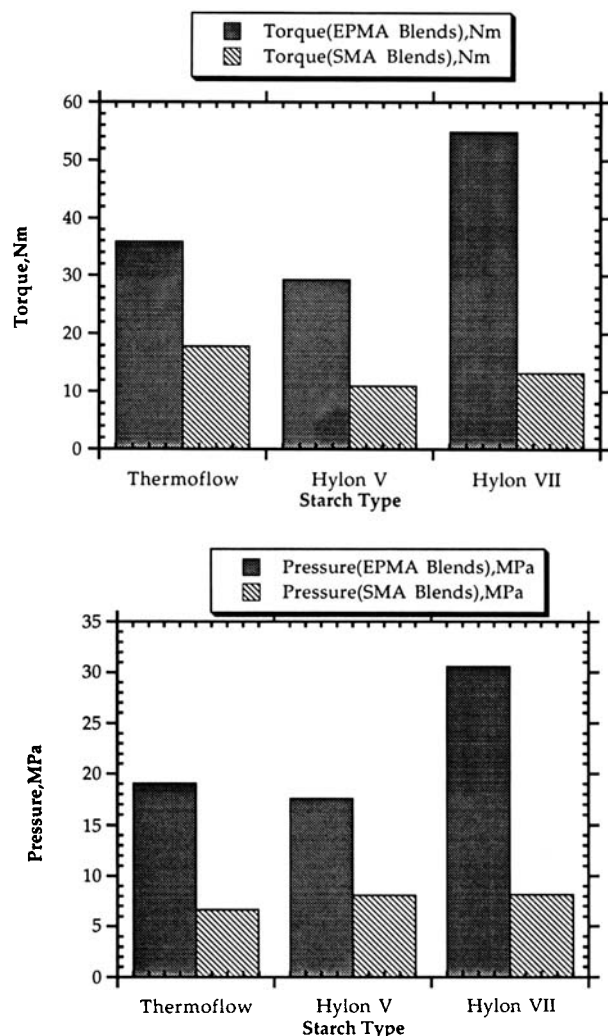 Torque(EPMA Blends),Nm
Torque(SMA Blends),Nm
60
50
40
30
20
10
0
Torque,Nm
Thermoflow
Hylon V
Hylon VII
Starch Type
Pressure(EPMA Blends),MPa
Pressure(SMA Blends),MPa
35
30
25
20
15
10
5
0
Pressure,MPa
Thermoflow
Hylon V
Hylon VII
Starch Type